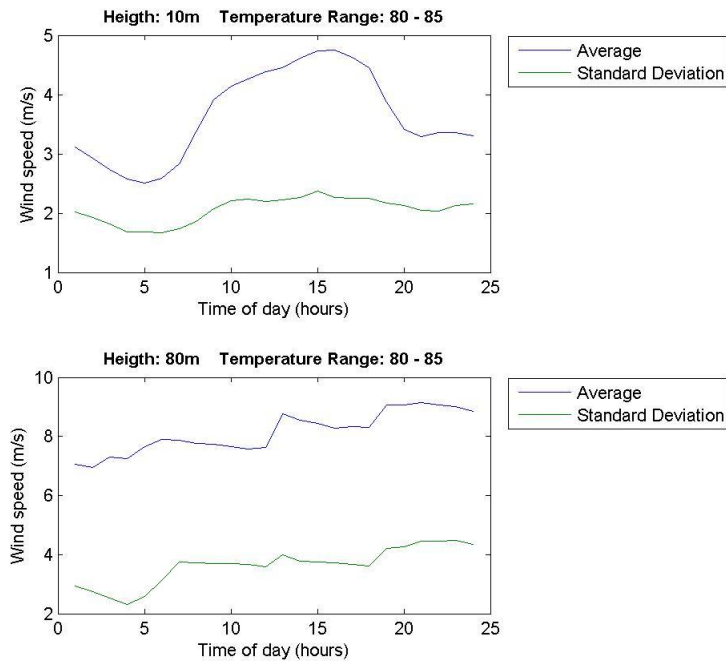 Heigth: 10m    Temperature Range: 80 - 85
5
4
3
2
1
Wind speed (m/s)
0 5 10 15 20 25
Time of day (hours)
Average
Standard Deviation
Heigth: 80m    Temperature Range: 80 - 85
10
8
6
4
2
Wind speed (m/s)
0 5 10 15 20 25
Time of day (hours)
Average
Standard Deviation